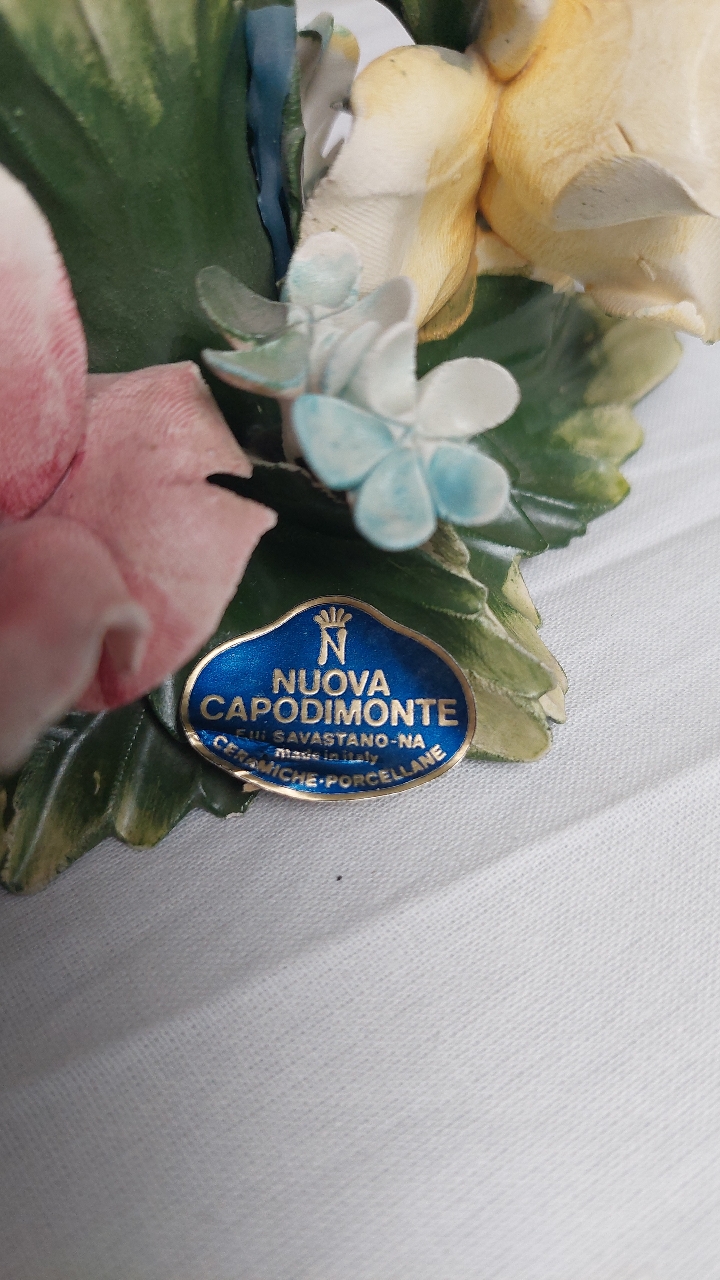 N
NUOVA
CAPODIMONTE
F.lli SAVASTANO-NA
made in italy
CERAMICHE·PORCELLANE